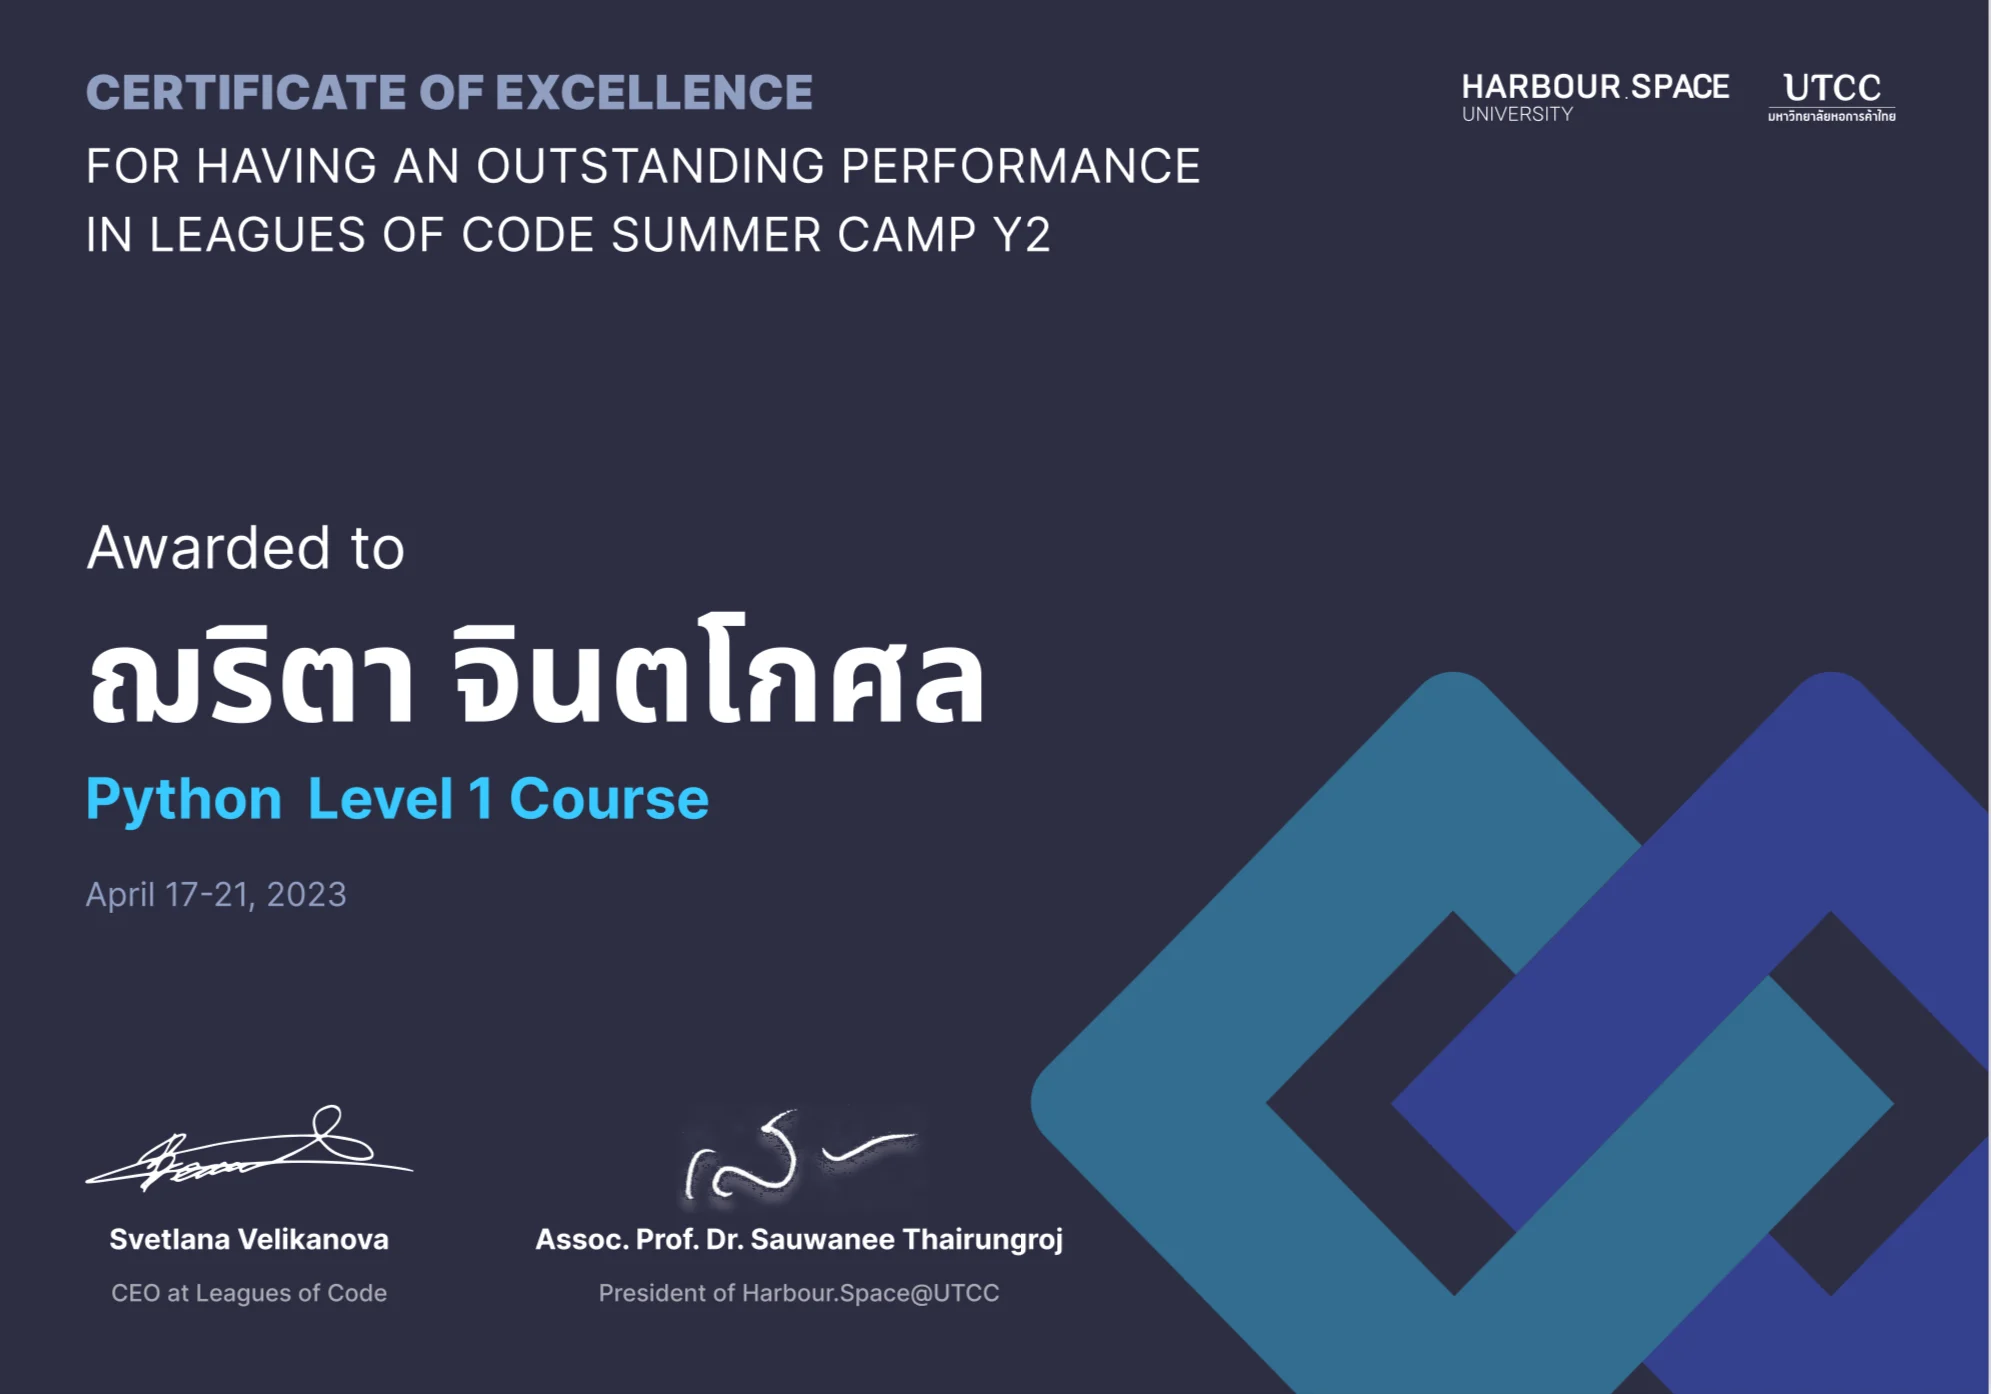 CERTIFICATE OF EXCELLENCE
FOR HAVING AN OUTSTANDING PERFORMANCE
IN LEAGUES OF CODE SUMMER CAMP Y2
HARBOUR.SPACE
UNIVERSITY
UTCC
มหาวิทยาลัยหอการค้าไทย
Awarded to
ฌริตา จินตโกศล
Python Level 1 Course
April 17-21, 2023
Svetlana Velikanova
CEO at Leagues of Code
Assoc. Prof. Dr. Sauwanee Thairungroj
President of Harbour.Space@UTCC